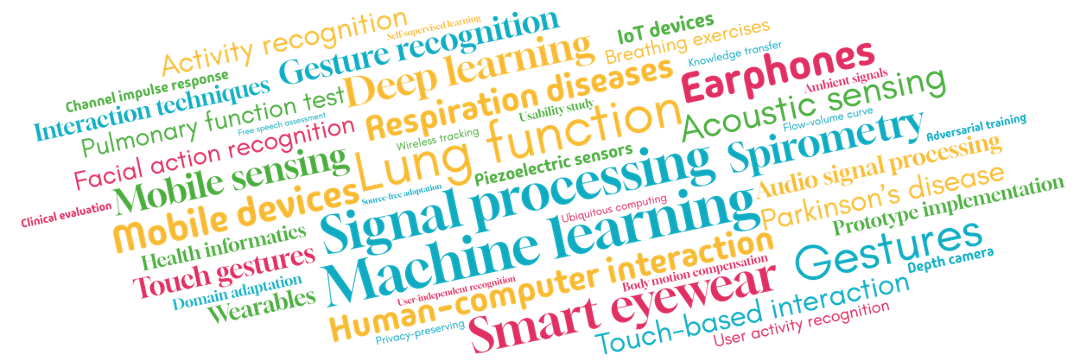 Activity recognition
Self-supervised learning
Gesture recognition
IoT devices
Breathing exercises
Knowledge transfer
Channel impulse response
Interaction techniques
Deep learning
Earphones
Ambient signals
Pulmonary function test
Free speech assessment
Respiration diseases
Usability study
Acoustic sensing
Flow-volume curve
Facial action recognition
Wireless tracking
Lung function
Spirometry
Adversarial training
Clinical evaluation
Mobile sensing
Piezoelectric sensors
Mobile devices
Source-free adaptation
Signal processing
Audio signal processing
Health informatics
Ubiquitous computing
Parkinson's disease
Prototype implementation
Touch gestures
Machine learning
Domain adaptation
Gestures
Depth camera
Wearables
User-independent recognition
Human-computer interaction
Body motion compensation
Privacy-preserving
Smart eyewear
Touch-based interaction
User activity recognition